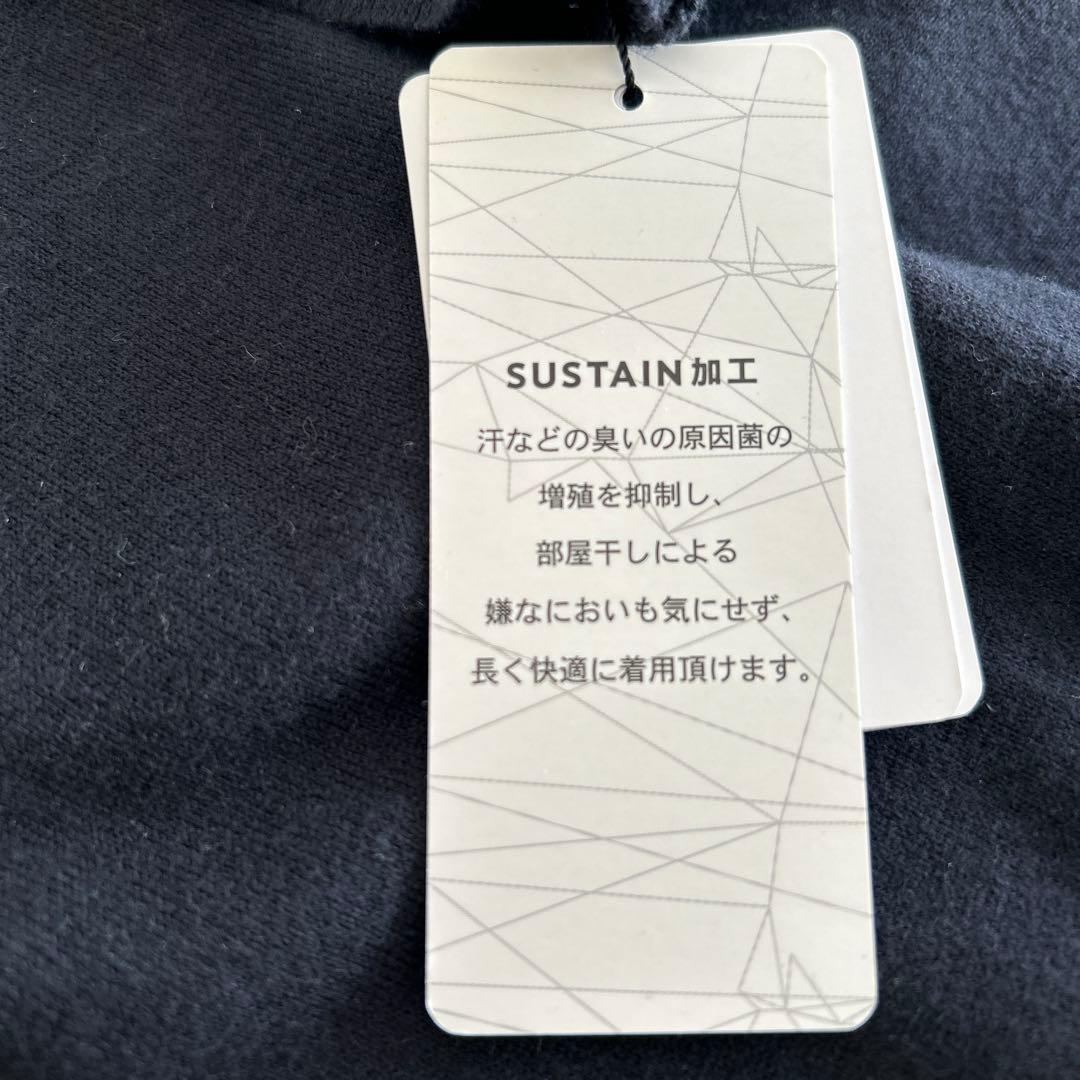 SUSTAIN加工
汗などの臭いの原因菌の
増殖を抑制し、
部屋干しによる
嫌なにおいも気にせず、
長く快適に着用頂けます。